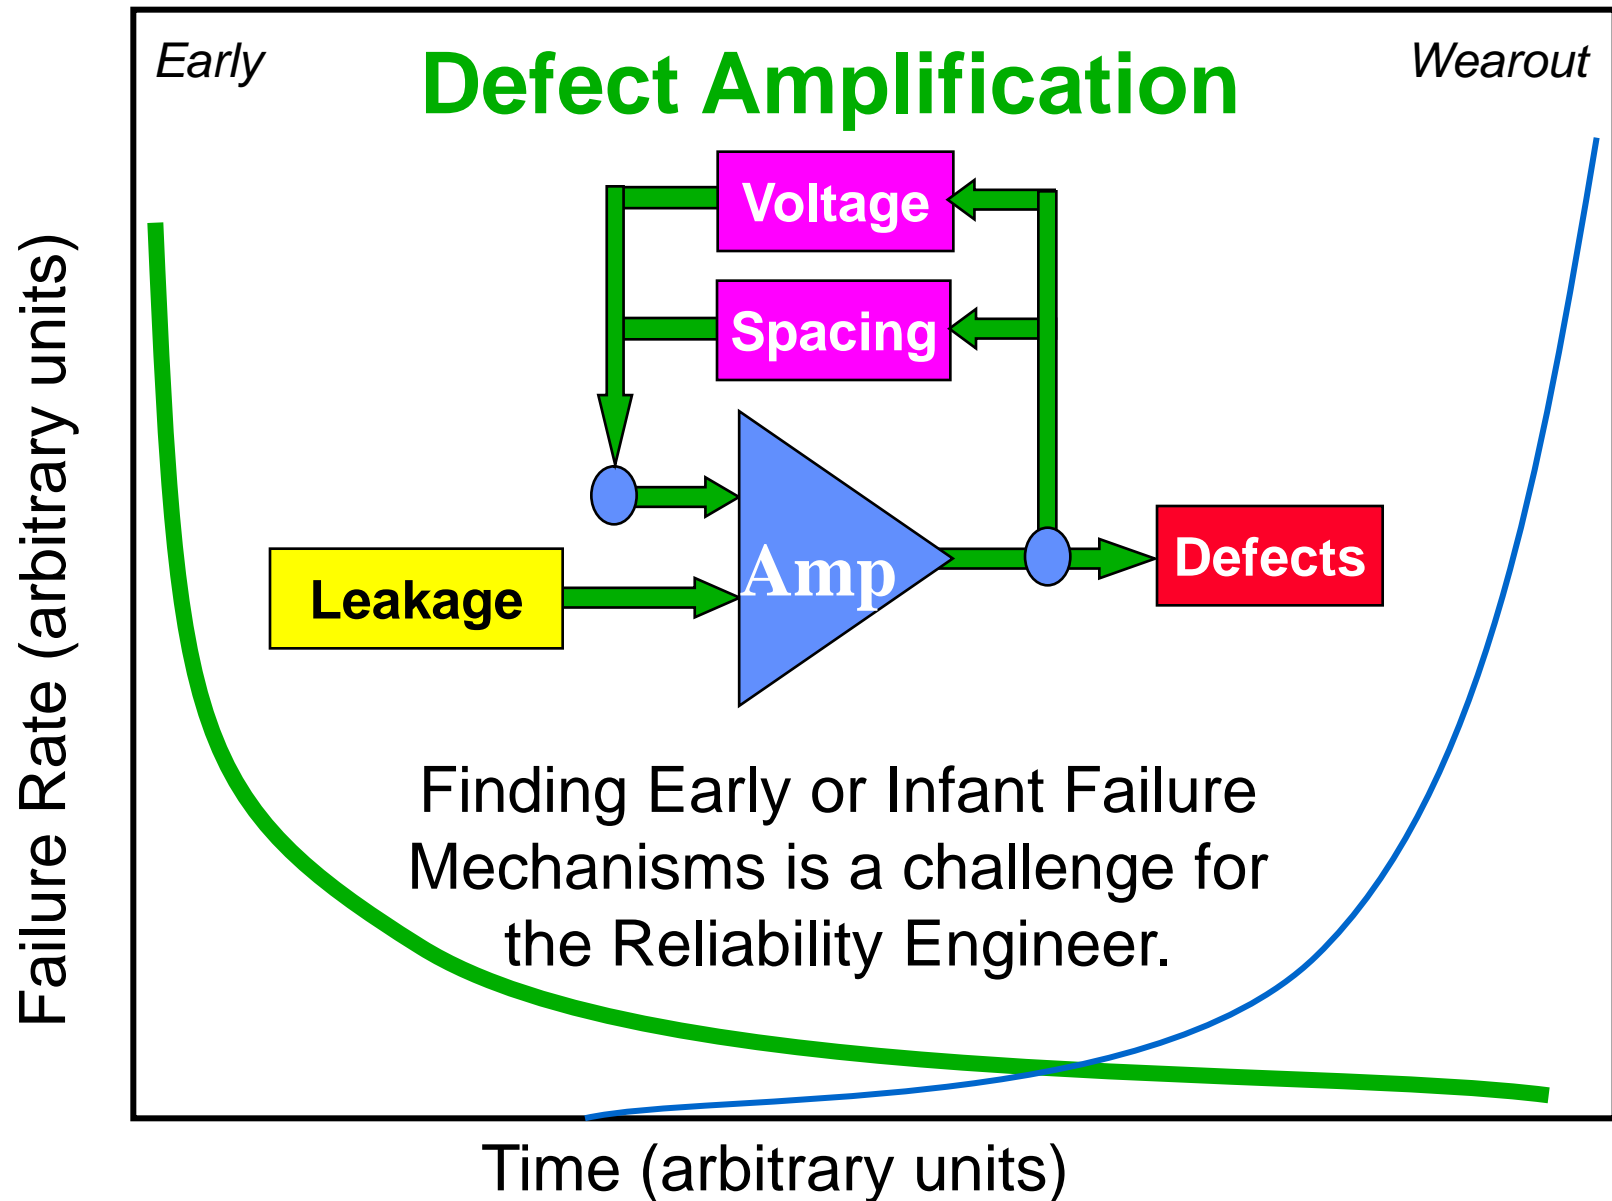 Early
Defect Amplification
Wearout
Voltage
Spacing
Amp
Defects
Leakage
Finding Early or Infant Failure
Mechanisms is a challenge for
the Reliability Engineer.
Failure Rate (arbitrary units)
Time (arbitrary units)